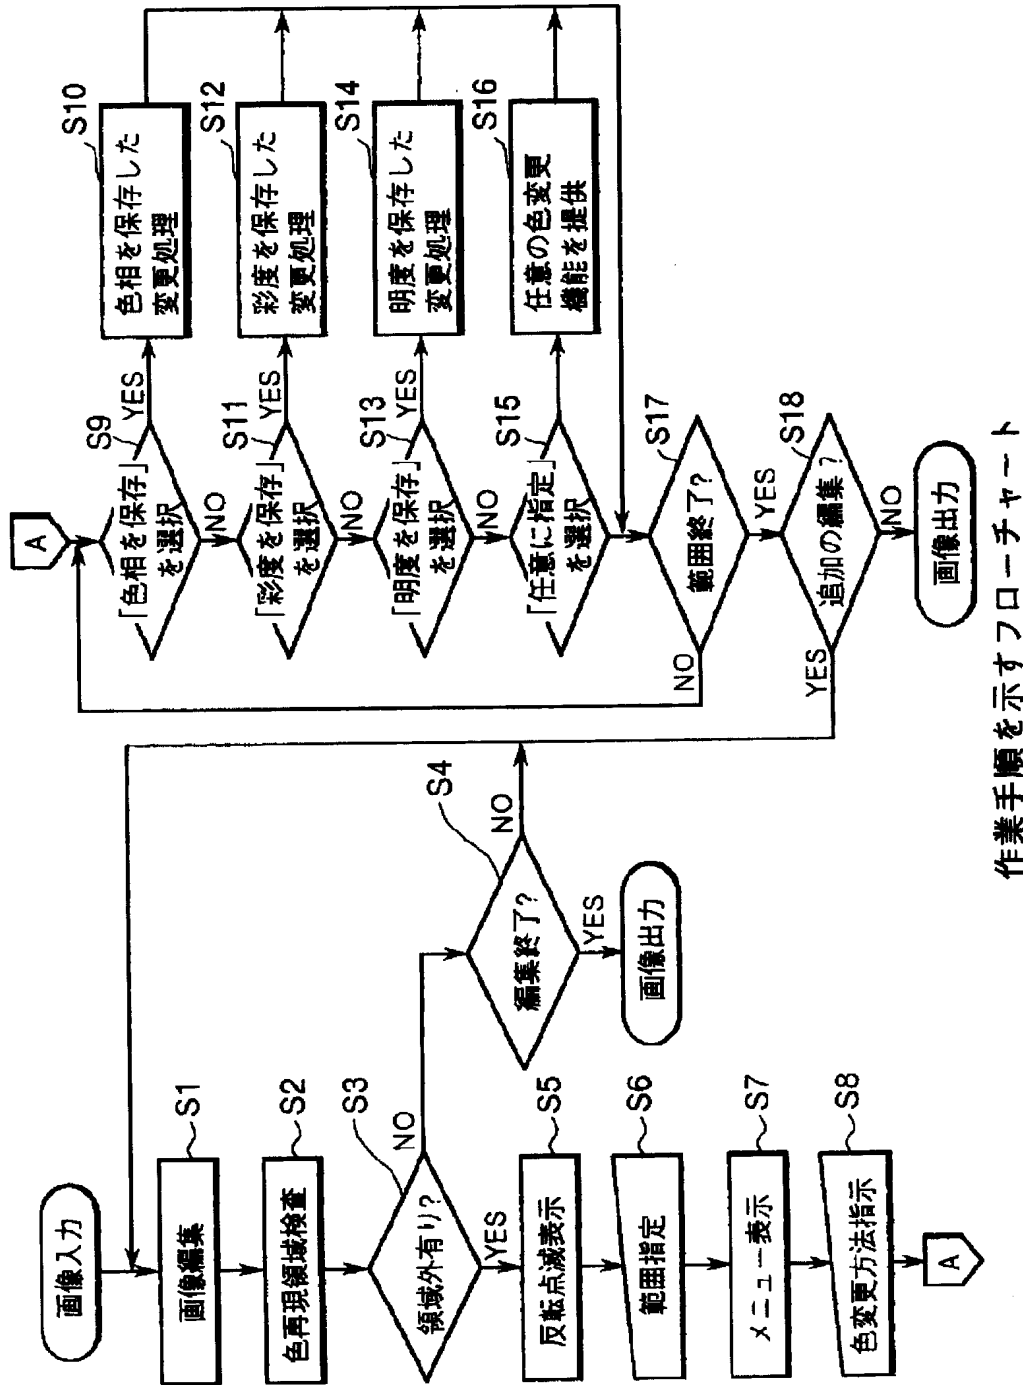 画像入力
画像編集
S1
色再現領域検査
S2
領域外有り?
S3
NO
YES
編集終了?
S4
NO
YES
画像出力
反転点滅表示
S5
範囲指定
S6
メニュー表示
S7
色変更方法指示
S8
A
A
「色相を保存」
を選択
S9
YES
NO
色相を保存した
変更処理
S10
「彩度を保存」
を選択
S11
YES
NO
彩度を保存した
変更処理
S12
「明度を保存」
を選択
S13
YES
NO
明度を保存した
変更処理
S14
「任意に指定」
を選択
S15
任意の色変更
機能を提供
S16
範囲終了?
S17
NO
YES
追加の編集?
S18
YES
NO
画像出力
作業手順を示すフローチャート